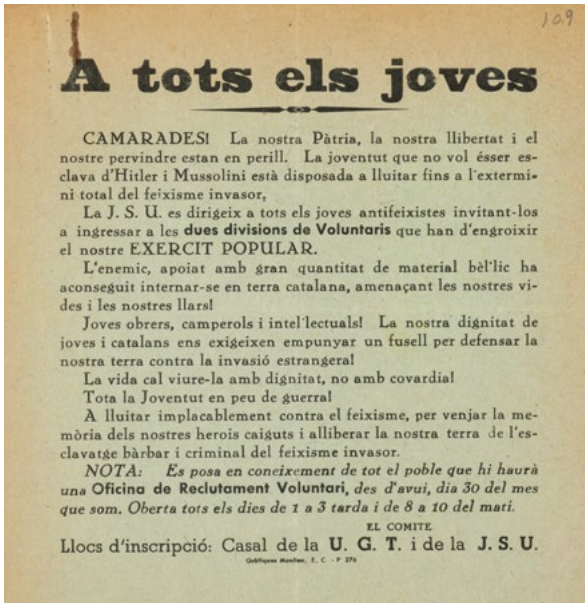 109
A tots els joves
CAMARADES! La nostra Pàtria, la nostra llibertat i el
nostre pervindre estan en perill. La joventut que no vol ésser es-
clava d'Hitler i Mussolini està disposada a lluitar fins a l'extermi-
ni total del feixisme invasor,
La J. S. U. es dirigeix a tots els joves antifeixistes invitant-los
a ingressar a les dues divisions de Voluntaris que han d'engroixir
el nostre EXERCIT POPULAR.
L'enemic, apoiat amb gran quantitat de material bèl'lic ha
aconseguit internar-se en terra catalana, amenaçant les nostres vi-
des i les nostres llars!
Joves obrers, camperols i intel'lectuals! La nostra dignitat de
joves i catalans ens exigeixen empunyar un fusell per defensar la
nostra terra contra la invasió estrangera!
La vida cal viure-la amb dignitat, no amb covardia!
Tota la Joventut en peu de guerra!
A lluitar implacablement contra el feixisme, per venjar la me-
mòria dels nostres herois caiguts i alliberar la nostra terra de l'es-
clavatge bàrbar i criminal del feixisme invasor.
NOTA: Es posa en coneixement de tot el poble que hi haurà
una Oficina de Reclutament Voluntari, des d'avui, dia 30 del mes
que som. Oberta tots els dies de 1 a 3 tarda i de 8 a 10 del matí.
EL COMITE
Llocs d'inscripció: Casal de la U. G. T. i de la J. S. U.
Gràfiques Manlleu, E. C. - F 276